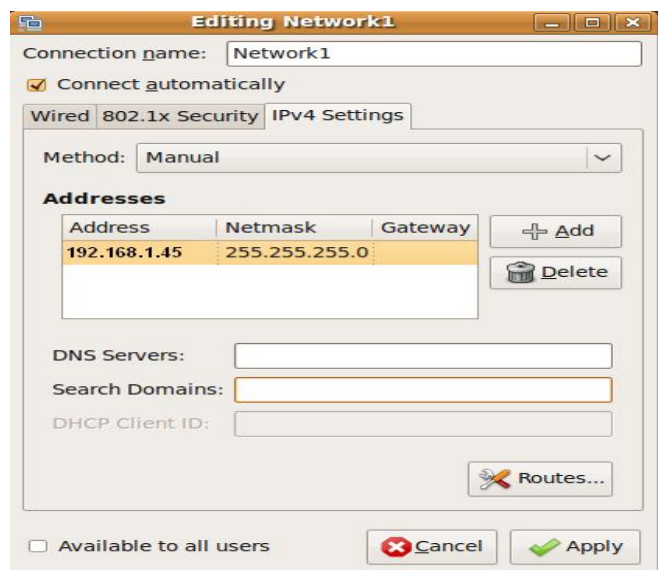 Editing Network1
Connection name: Network1
Connect automatically
Wired 802.1x Security IPv4 Settings
Method: Manual
Addresses
Address Netmask Gateway
192.168.1.45 255.255.255.0
Add
Delete
DNS Servers:
Search Domains:
DHCP Client ID:
Routes...
Available to all users
Cancel
Apply